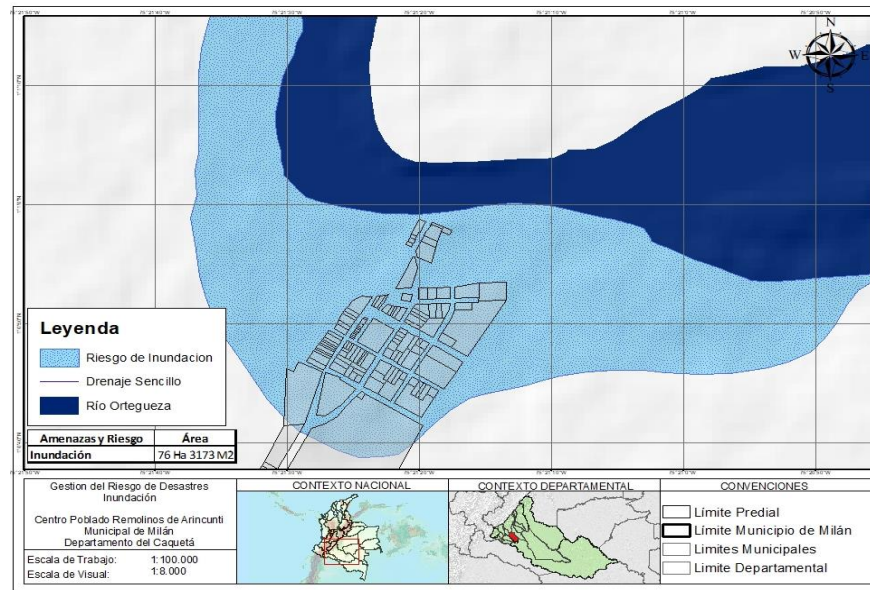 N
W E
S
Leyenda
Riesgo de Inundacion
Drenaje Sencillo
Río Ortegueza
Amenazas y Riesgo Área
Inundación 76 Ha 3173 M2
Gestion del Riesgo de Desastres
Inundación
Centro Poblado Remolinos de Arincunti
Municipal de Milán
Departamento del Caquetá
Escala de Trabajo: 1:100.000
Escala de Visual: 1:8.000
CONTEXTO NACIONAL
CONTEXTO DEPARTAMENTAL
CONVENCIONES
Límite Predial
Límite Municipio de Milán
Limites Municipales
Limite Departamental